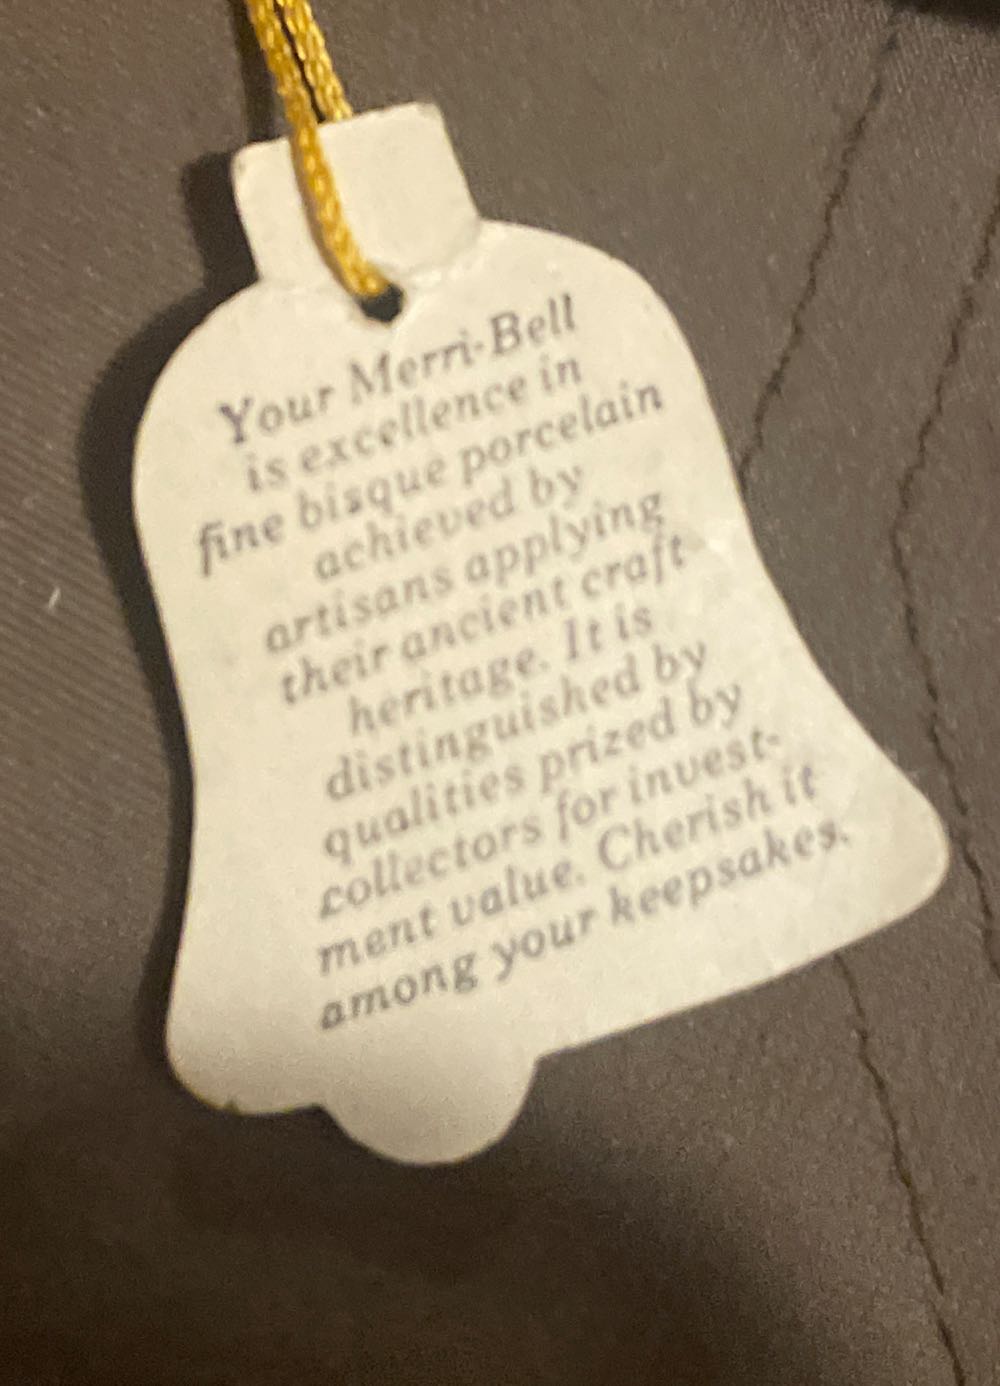 Your Merri-Bell
is excellence in
fine bisque porcelain
achieved by
artisans applying
their ancient craft
heritage. It is
distinguished by
qualities prized by
collectors for invest-
ment value. Cherish it
among your keepsakes.